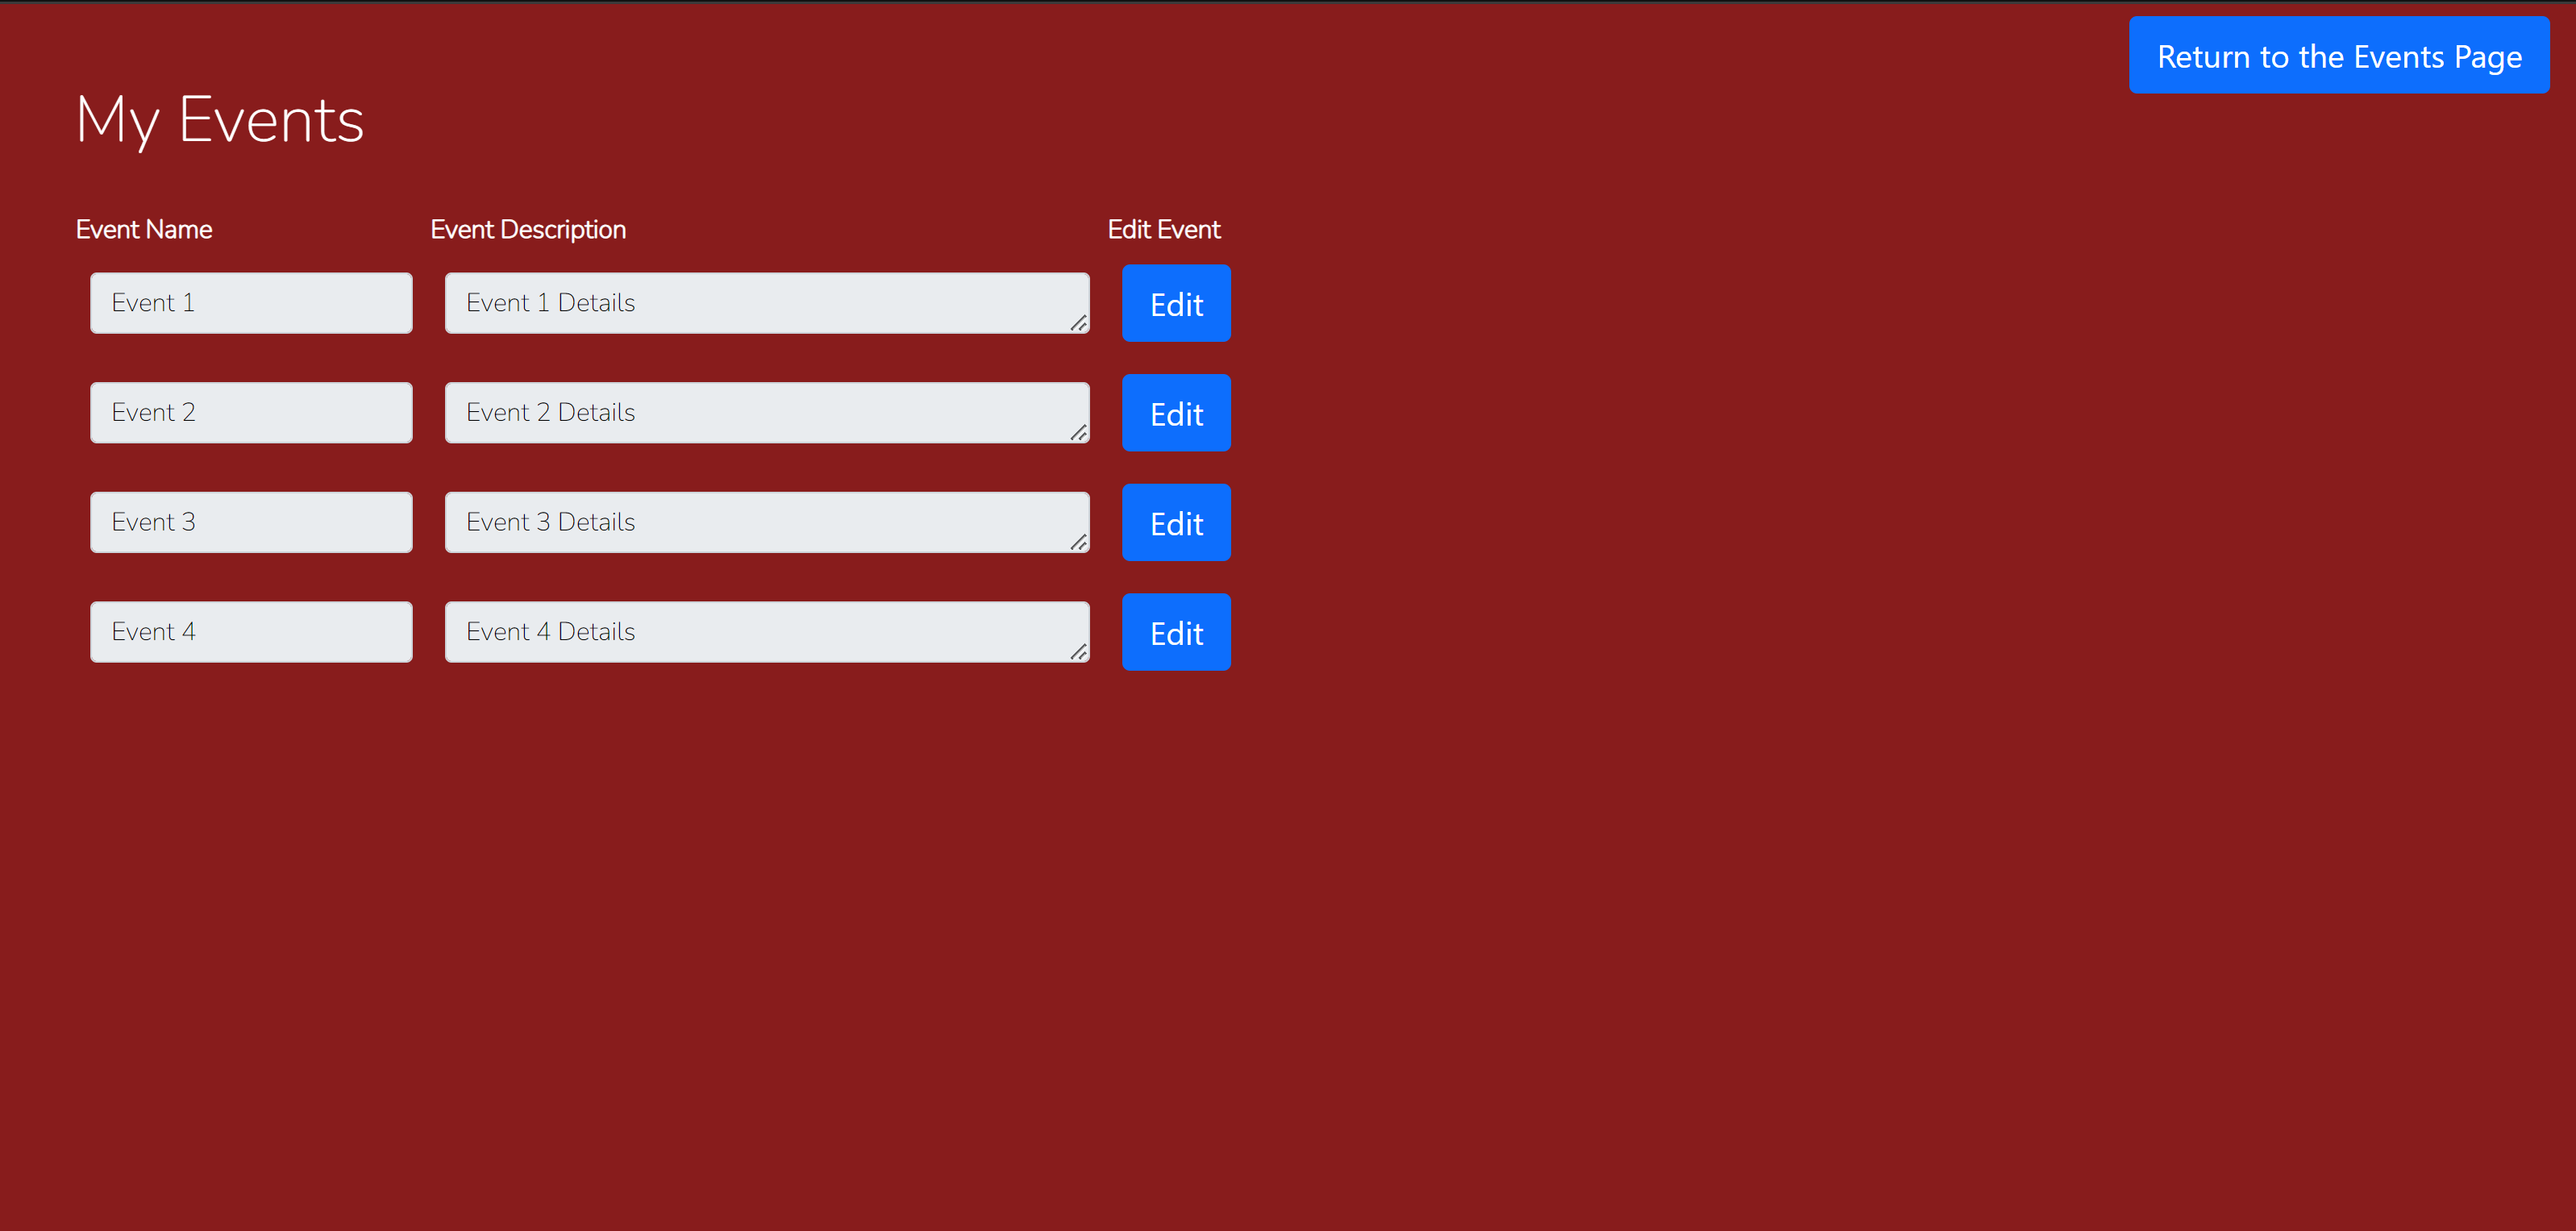 Return to the Events Page
My Events
Event Name Event Description Edit Event
Event 1 Event 1 Details Edit
Event 2 Event 2 Details Edit
Event 3 Event 3 Details Edit
Event 4 Event 4 Details Edit